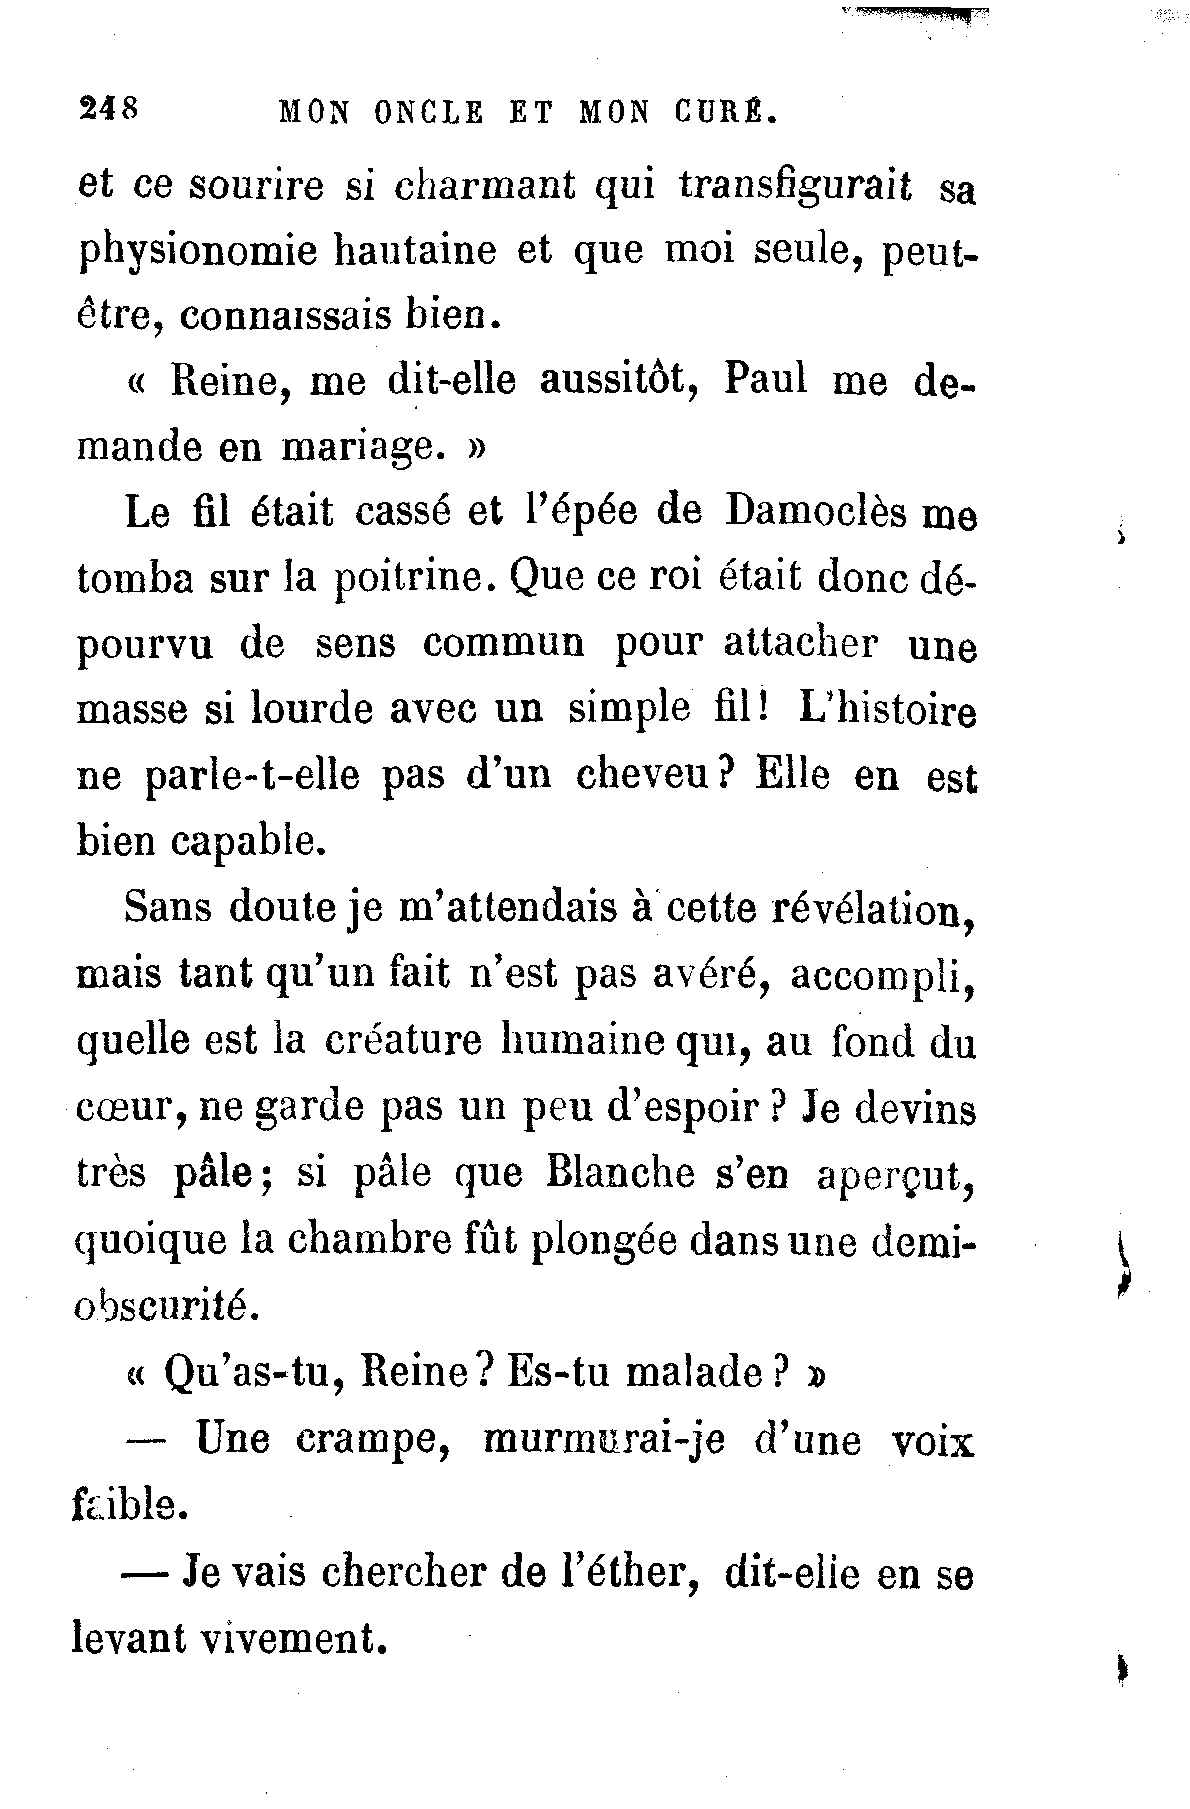 248 MON ONCLE ET MON CURÉ.
et ce sourire si charmant qui transfigurait sa
physionomie hautaine et que moi seule, peut-
être, connaissais bien.
« Reine, me dit-elle aussitôt, Paul me de-
mande en mariage. »
Le fil était cassé et l'épée de Damoclès me
tomba sur la poitrine. Que ce roi était donc dé-
pourvu de sens commun pour attacher une
masse si lourde avec un simple fil! L'histoire
ne parle-t-elle pas d'un cheveu? Elle en est
bien capable.
Sans doute je m'attendais à cette révélation,
mais tant qu'un fait n'est pas avéré, accompli,
quelle est la créature humaine qui, au fond du
cœur, ne garde pas un peu d'espoir? Je devins
très pâle; si pâle que Blanche s'en aperçut,
quoique la chambre fût plongée dans une demi-
obscurité.
« Qu'as-tu, Reine? Es-tu malade? »
— Une crampe, murmurai-je d'une voix
faible.
— Je vais chercher de l'éther, dit-elle en se
levant vivement.